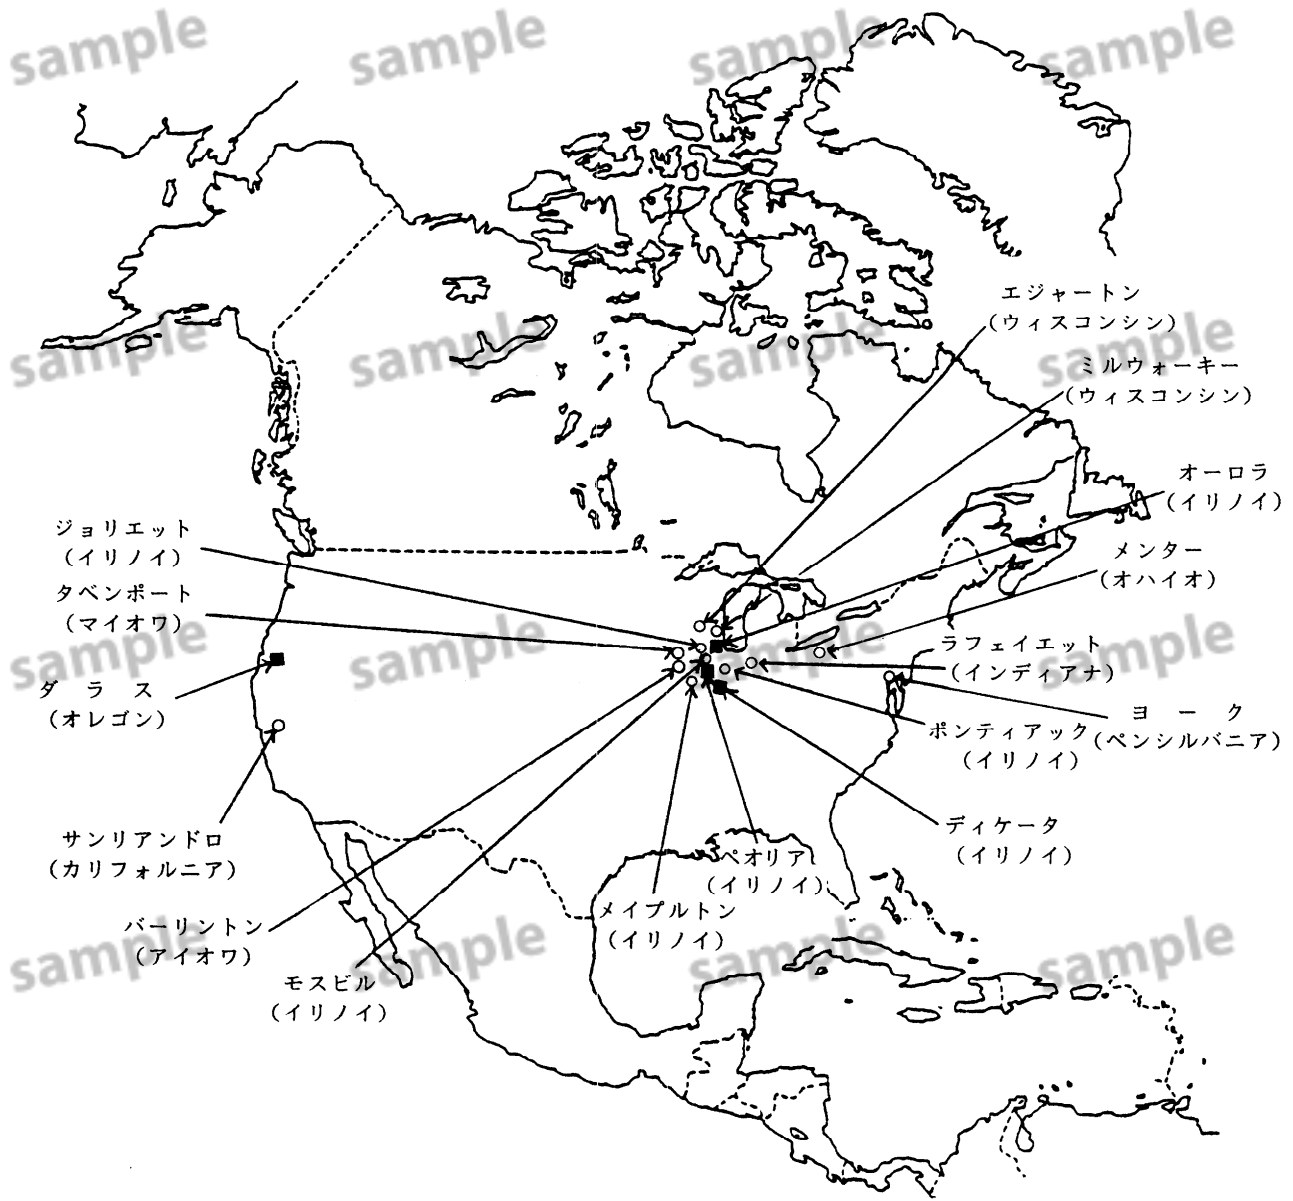 sample sample sample sample
エジャートン
(ウィスコンシン)
sample sample sample sample
ミルウォーキー
(ウィスコンシン)
オーロラ
(イリノイ)
ジョリエット
(イリノイ)
メンター
(オハイオ)
タベンポート
(マイオワ)
sample sample sample sample
ラフェイエット
(インディアナ)
ダラス
(オレゴン)
ヨーク
(ペンシルバニア)
ポンティアック
(イリノイ)
サンリアンドロ
(カリフォルニア)
ディケータ
(イリノイ)
ペオリア
(イリノイ)
メイプルトン
(イリノイ)
バーリントン
(アイオワ)
sample sample sample sample
モスビル
(イリノイ)